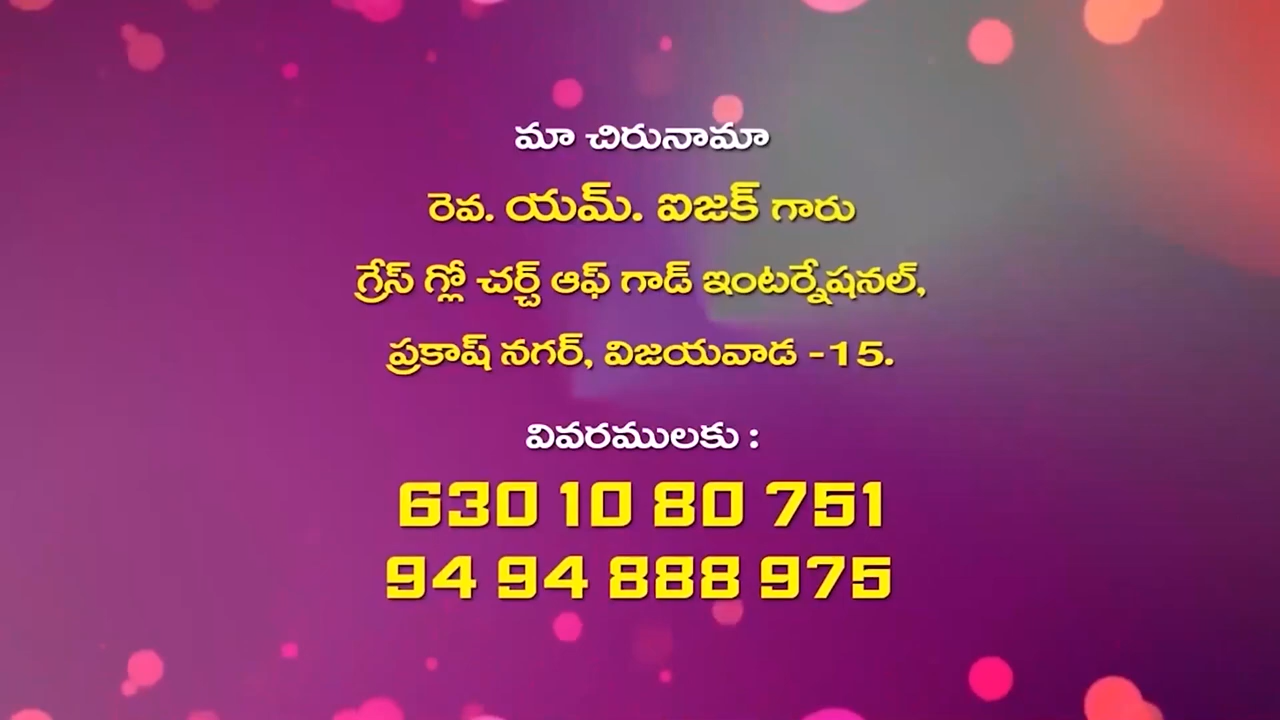 మా చిరునామా
రెవ. యమ్. ఐజక్ గారు
గ్రేస్ గ్లో చర్చ్ ఆఫ్ గాడ్ ఇంటర్నేషనల్,
ప్రకాష్ నగర్, విజయవాడ -15.
వివరములకు :
630 10 80 751
94 94 888 975